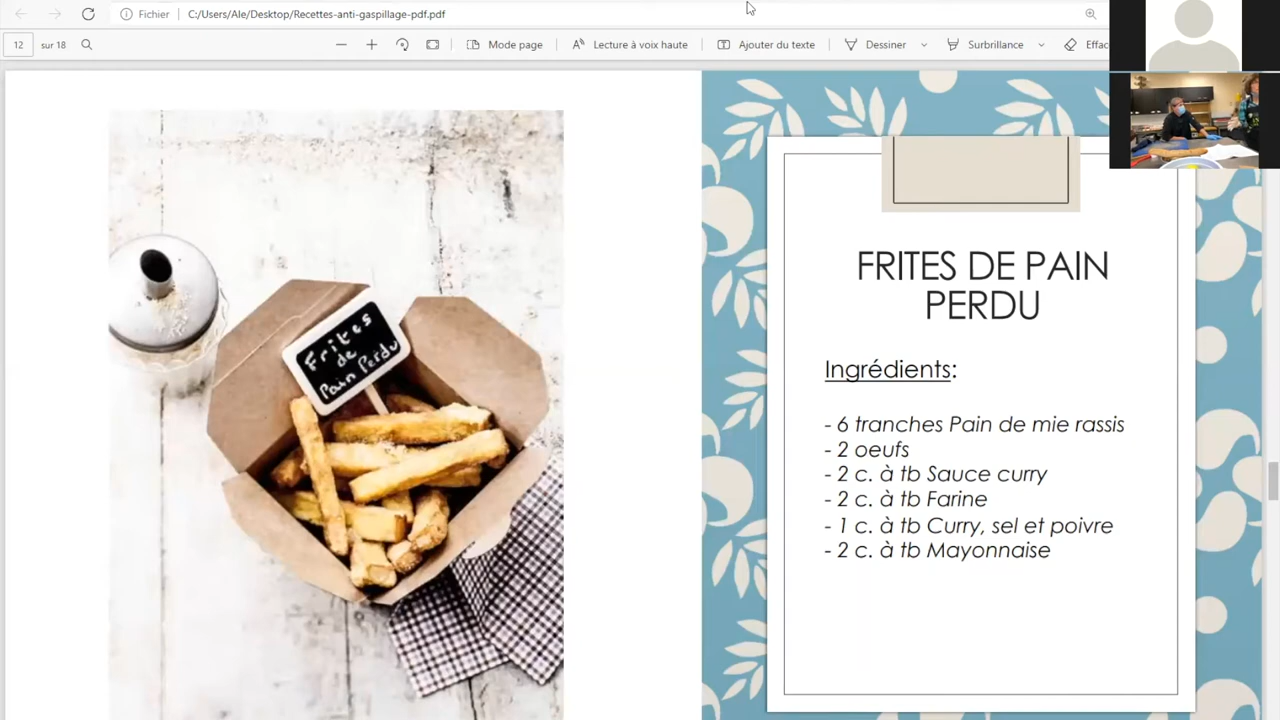 Fichier
C:/Users/Ale/Desktop/Recettes-anti-gaspillage-pdf.pdf
12 sur 18
Mode page
Lecture à voix haute
Ajouter du texte
Dessiner
Surbrillance
Effac
Frites
de
Pain Perdu
FRITES DE PAIN
PERDU
Ingrédients:
- 6 tranches Pain de mie rassis
- 2 oeufs
- 2 c. à tb Sauce curry
- 2 c. à tb Farine
- 1 c. à tb Curry, sel et poivre
- 2 c. à tb Mayonnaise